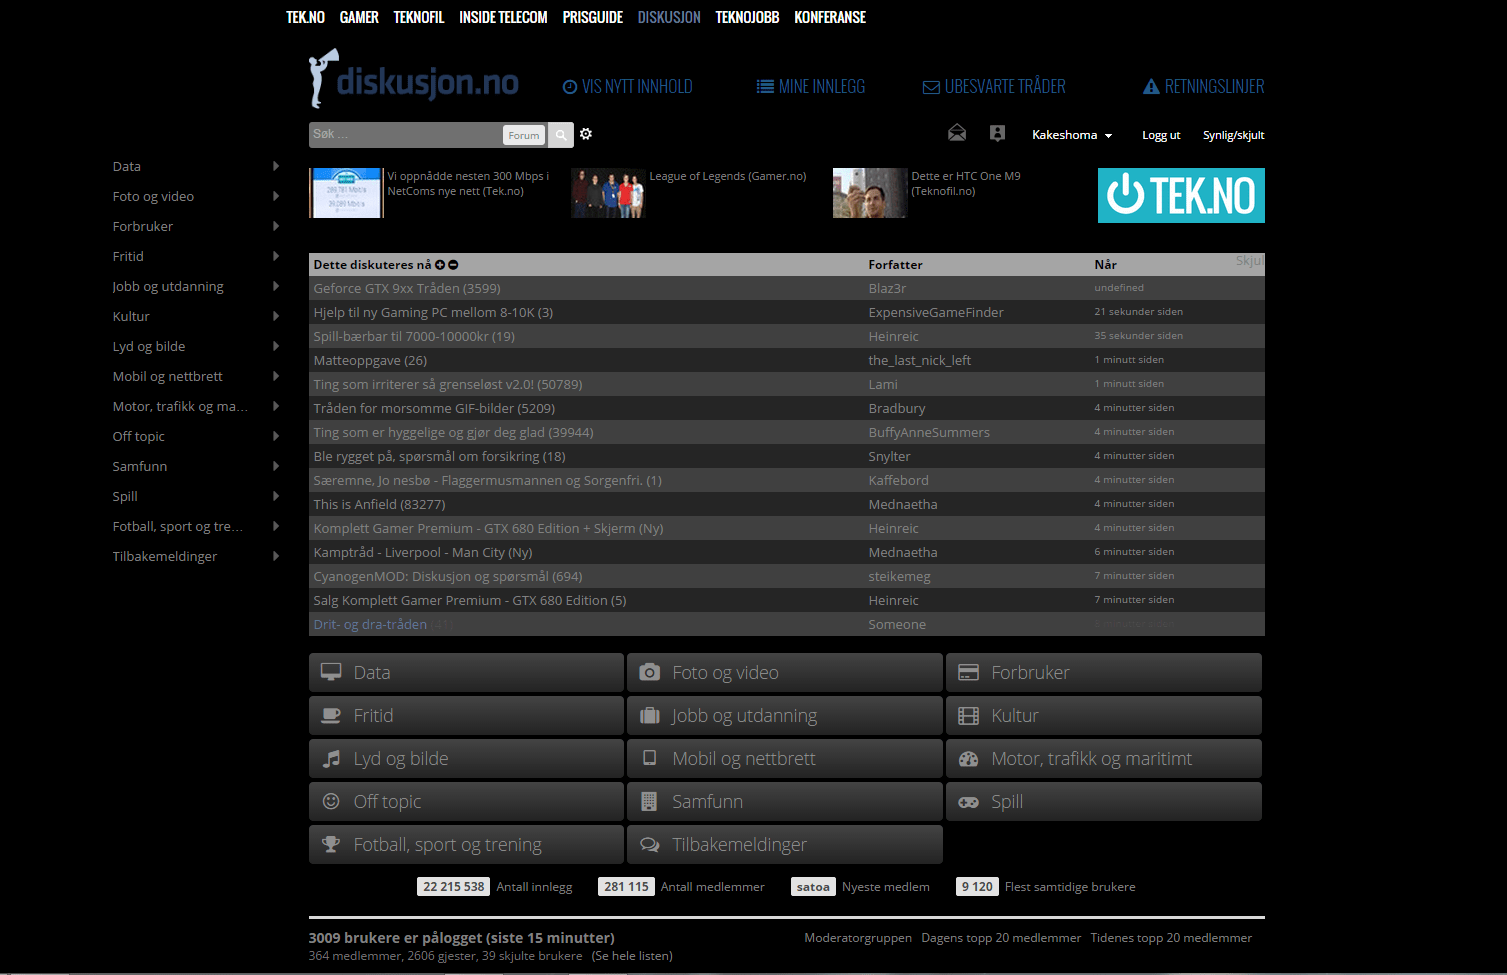 TEK.NO GAMER TEKNOFIL INSIDE TELECOM PRISGUIDE DISKUSJON TEKNOJOBB KONFERANSE
diskusjon.no VIS NYTT INNHOLD MINE INNLEGG UBESVARTE TRÅDER RETNINGSLINJER
Søk ... Forum Kakeshoma Logg ut Synlig/skjult
Data
Foto og video
Forbruker
Fritid
Jobb og utdanning
Kultur
Lyd og bilde
Mobil og nettbrett
Motor, trafikk og ma...
Off topic
Samfunn
Spill
Fotball, sport og tre...
Tilbakemeldinger
289 781 Mbit/s
39,089 Mbit/s
Vi oppnådde nesten 300 Mbps i
NetComs nye nett (Tek.no)
League of Legends (Gamer.no)
Dette er HTC One M9
(Teknofil.no)
TEK.NO
Dette diskuteres nå Forfatter Når Skjul
Geforce GTX 9xx Tråden (3599) Blaz3r undefined
Hjelp til ny Gaming PC mellom 8-10K (3) ExpensiveGameFinder 21 sekunder siden
Spill-bærbar til 7000-10000kr (19) Heinreic 35 sekunder siden
Matteoppgave (26) the_last_nick_left 1 minutt siden
Ting som irriterer så grenseløst v2.0! (50789) Lami 1 minutt siden
Tråden for morsomme GIF-bilder (5209) Bradbury 4 minutter siden
Ting som er hyggelige og gjør deg glad (39944) BuffyAnneSummers 4 minutter siden
Ble rygget på, spørsmål om forsikring (18) Snylter 4 minutter siden
Særemne, Jo nesbø - Flaggermusmannen og Sorgenfri. (1) Kaffebord 4 minutter siden
This is Anfield (83277) Mednaetha 4 minutter siden
Komplett Gamer Premium - GTX 680 Edition + Skjerm (Ny) Heinreic 4 minutter siden
Kamptråd - Liverpool - Man City (Ny) Mednaetha 6 minutter siden
CyanogenMOD: Diskusjon og spørsmål (694) steikemeg 7 minutter siden
Salg Komplett Gamer Premium - GTX 680 Edition (5) Heinreic 7 minutter siden
Drit- og dra-tråden (41) Someone minutter siden
Data Foto og video Forbruker
Fritid Jobb og utdanning Kultur
Lyd og bilde Mobil og nettbrett Motor, trafikk og maritimt
Off topic Samfunn Spill
Fotball, sport og trening Tilbakemeldinger
22 215 538 Antall innlegg 281 115 Antall medlemmer satoa Nyeste medlem 9 120 Flest samtidige brukere
3009 brukere er pålogget (siste 15 minutter) Moderatorgruppen Dagens topp 20 medlemmer Tidenes topp 20 medlemmer
364 medlemmer, 2606 gjester, 39 skjulte brukere (Se hele listen)